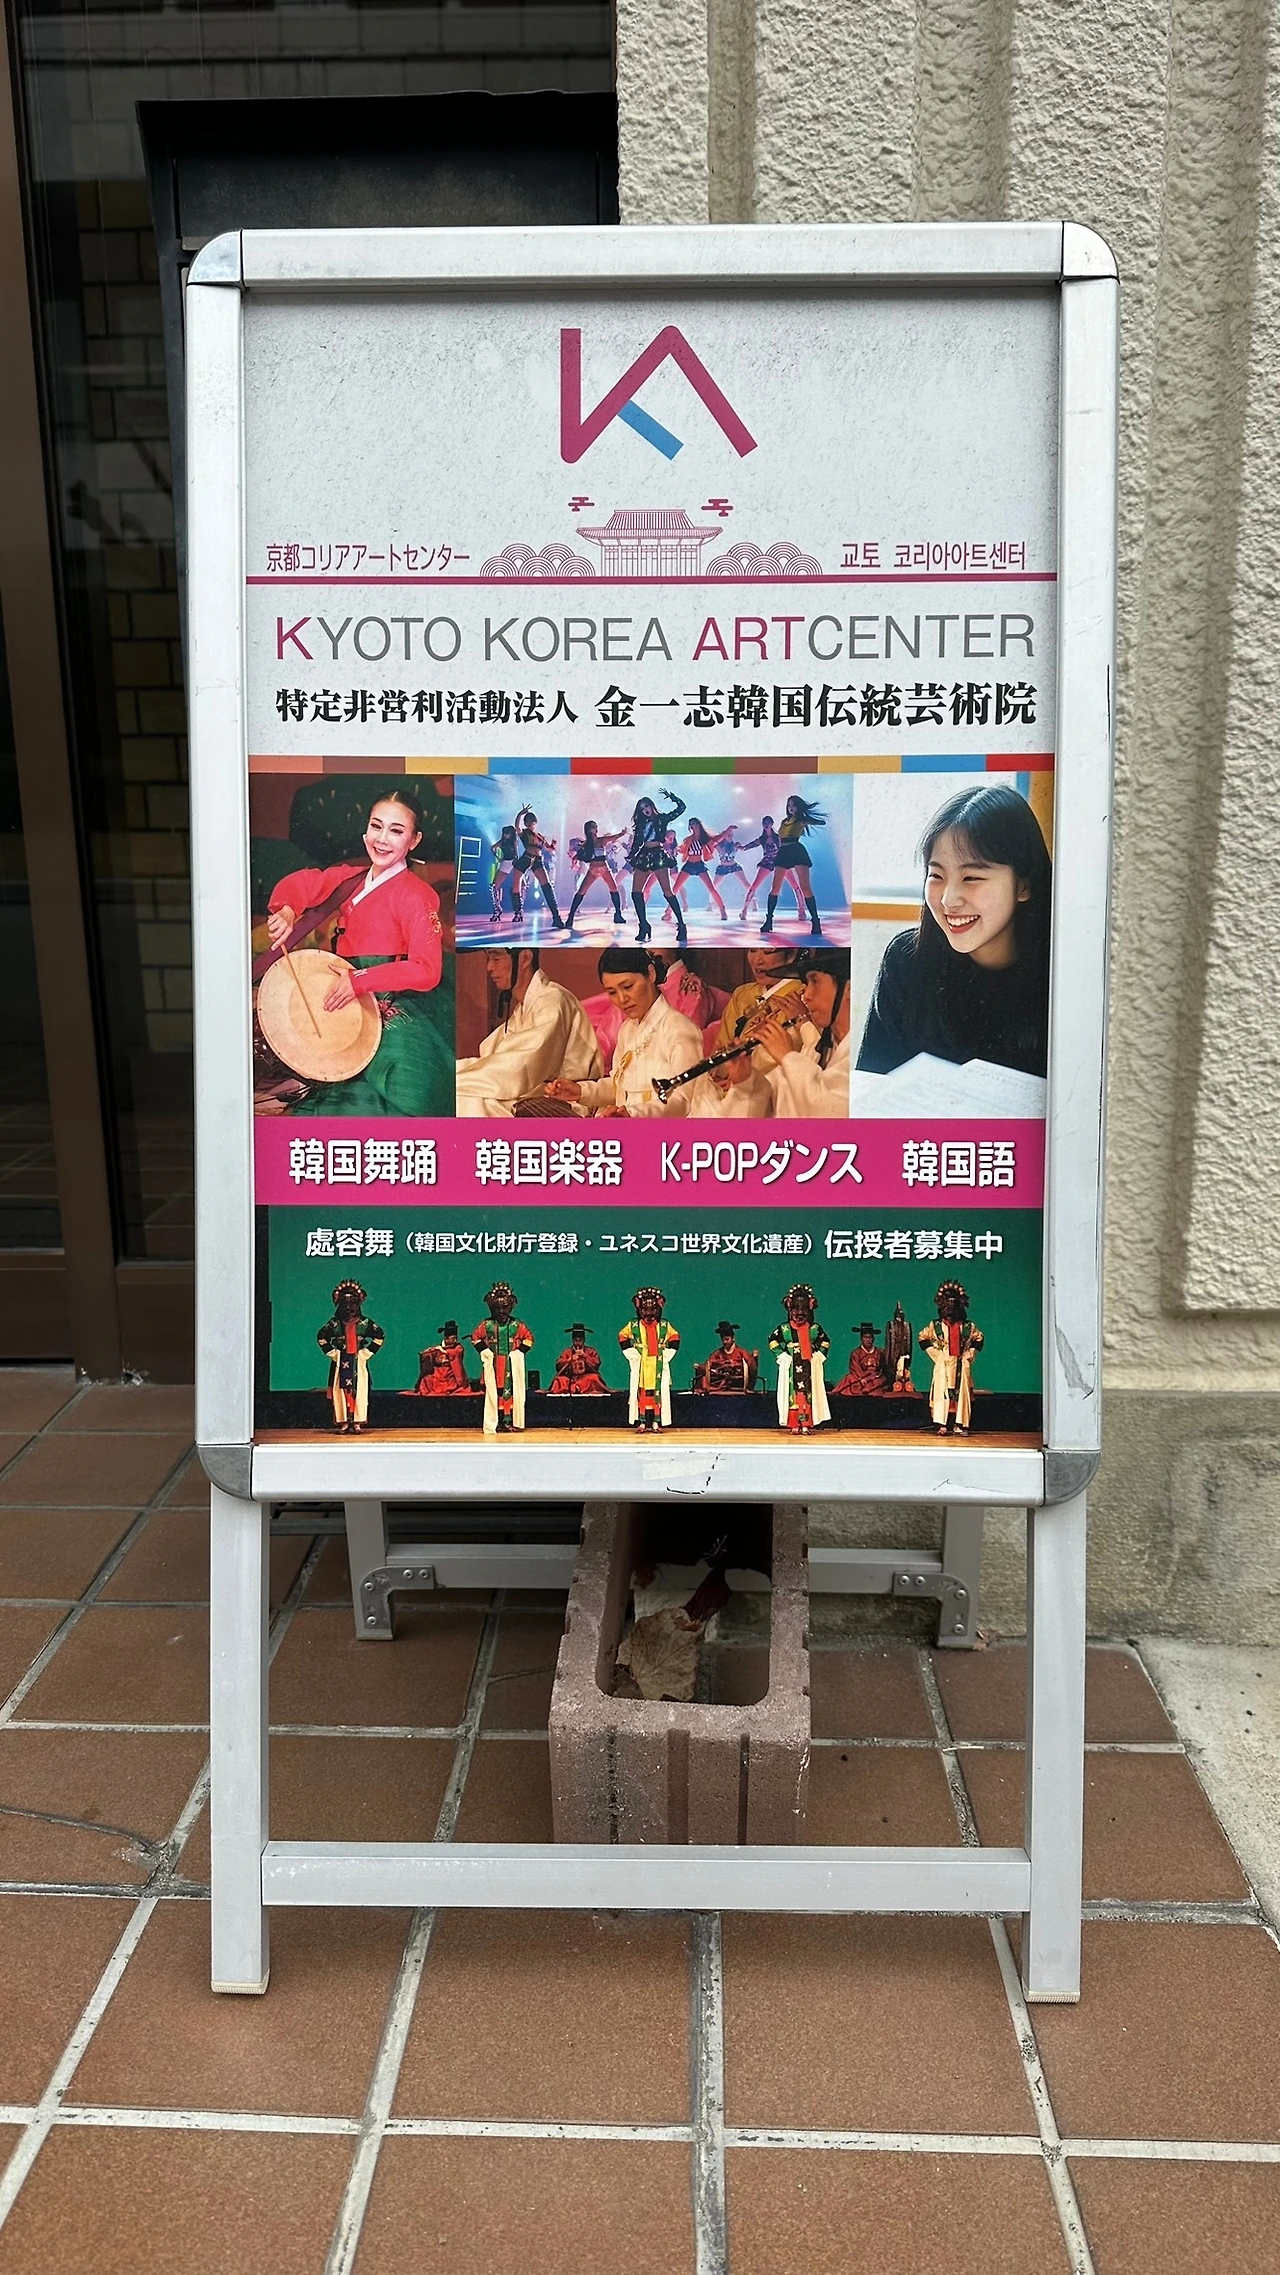 京都コリアアートセンター 교토 코리아아트센터
KYOTO KOREA ARTCENTER
特定非営利活動法人 金一志韓国伝統芸術院
韓国舞踊 韓国楽器 K-POPダンス 韓国語
處容舞（韓国文化財庁登録・ユネスコ世界文化遺産）伝授者募集中